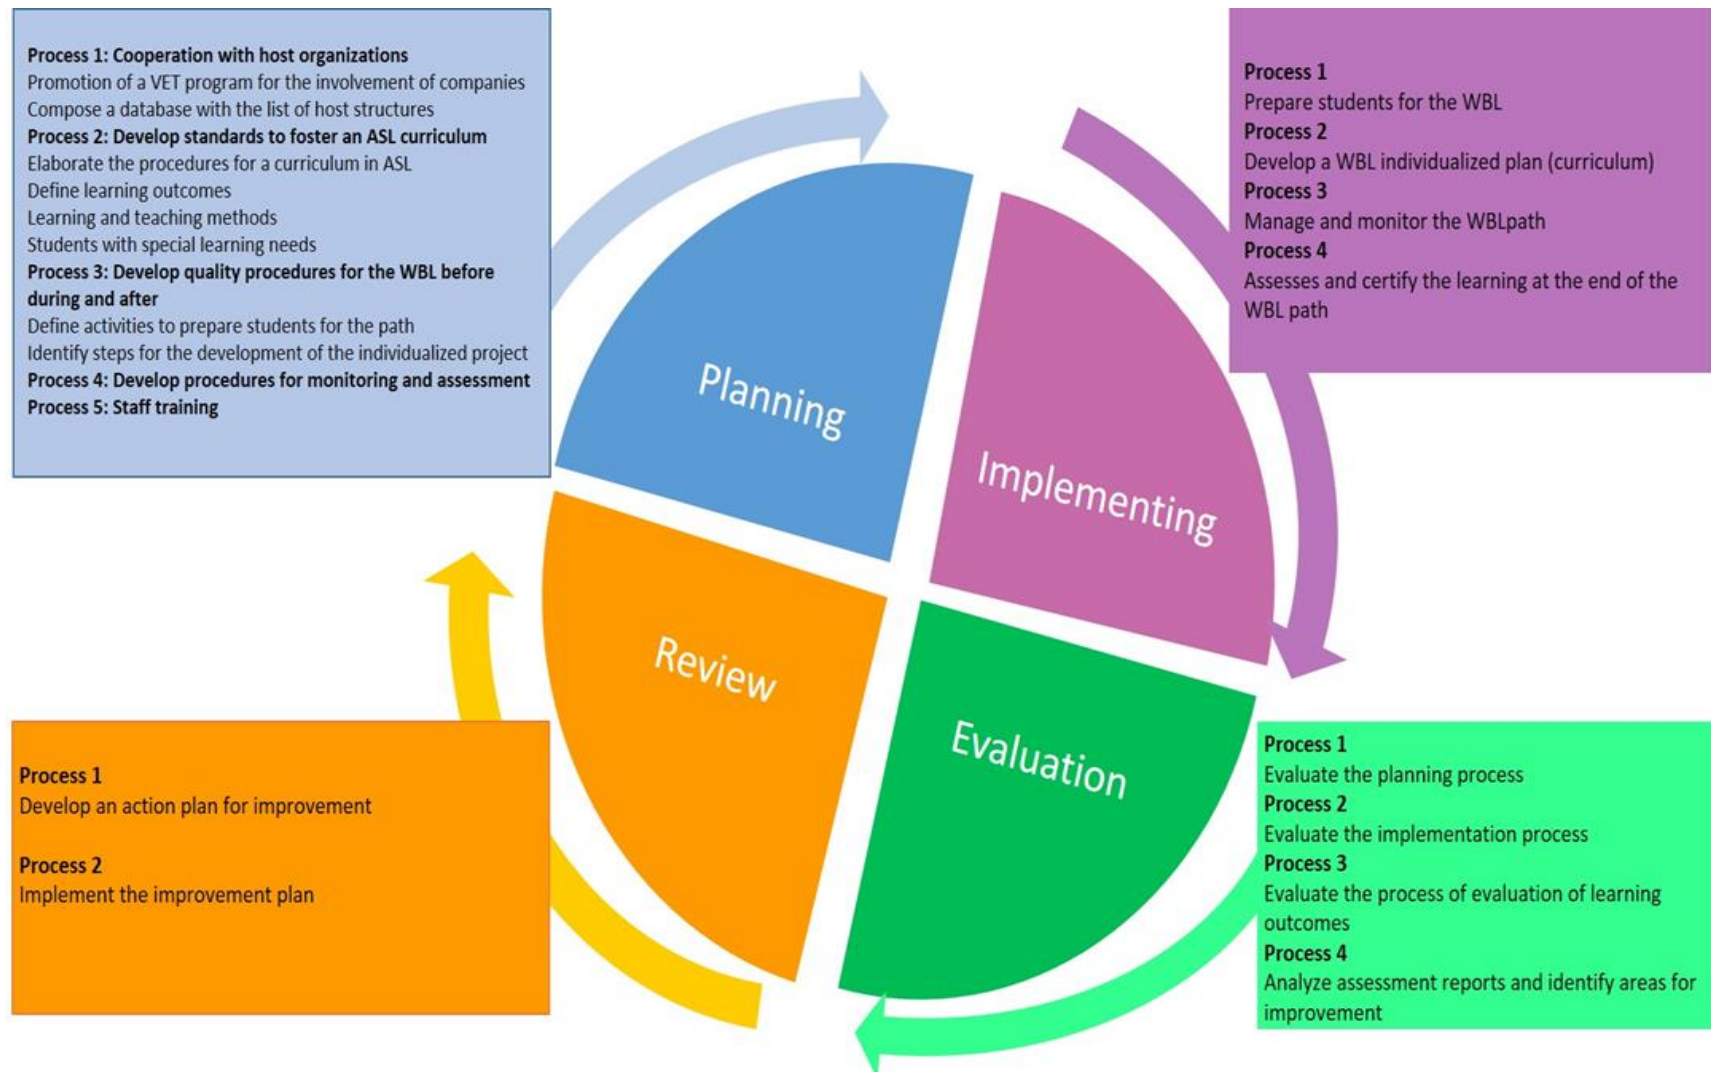 Process 1: Cooperation with host organizations
Promotion of a VET program for the involvement of companies
Compose a database with the list of host structures
Process 2: Develop standards to foster an ASL curriculum
Elaborate the procedures for a curriculum in ASL
Define learning outcomes
Learning and teaching methods
Students with special learning needs
Process 3: Develop quality procedures for the WBL before
during and after
Define activities to prepare students for the path
Identify steps for the development of the individualized project
Process 4: Develop procedures for monitoring and assessment
Process 5: Staff training
Process 1
Prepare students for the WBL
Process 2
Develop a WBL individualized plan (curriculum)
Process 3
Manage and monitor the WBLpath
Process 4
Assesses and certify the learning at the end of the
WBL path
Planning
Implementing
Review
Evaluation
Process 1
Develop an action plan for improvement
Process 2
Implement the improvement plan
Process 1
Evaluate the planning process
Process 2
Evaluate the implementation process
Process 3
Evaluate the process of evaluation of learning
outcomes
Process 4
Analyze assessment reports and identify areas for
improvement